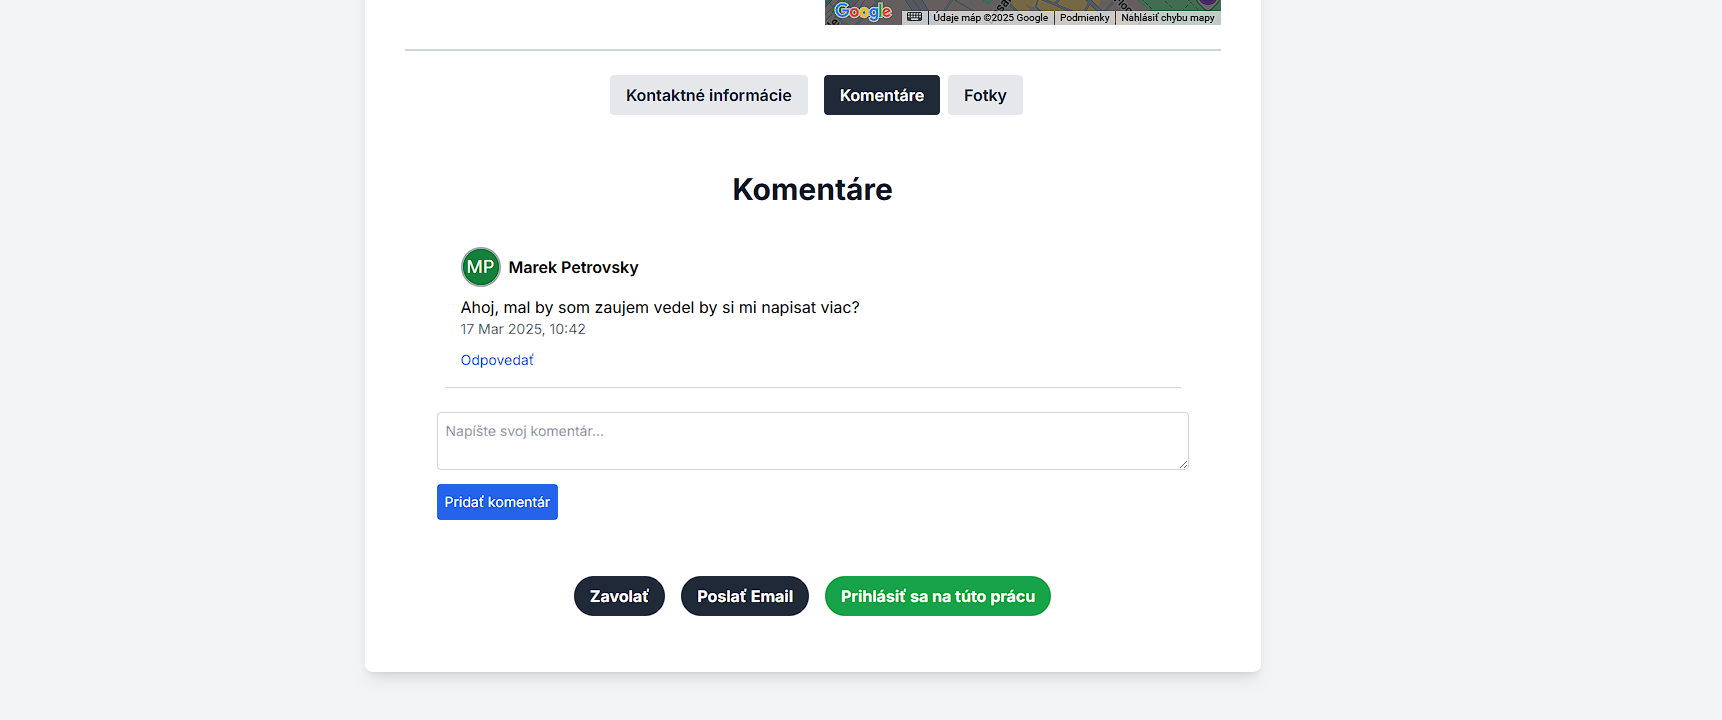 Google Údaje máp ©2025 Google Podmienky Nahlásiť chybu mapy
Kontaktné informácie Komentáre Fotky
Komentáre
MP Marek Petrovsky
Ahoj, mal by som zaujem vedel by si mi napisat viac?
17 Mar 2025, 10:42
Odpovedať
Napíšte svoj komentár...
Pridať komentár
Zavolať Poslať Email Prihlásiť sa na túto prácu